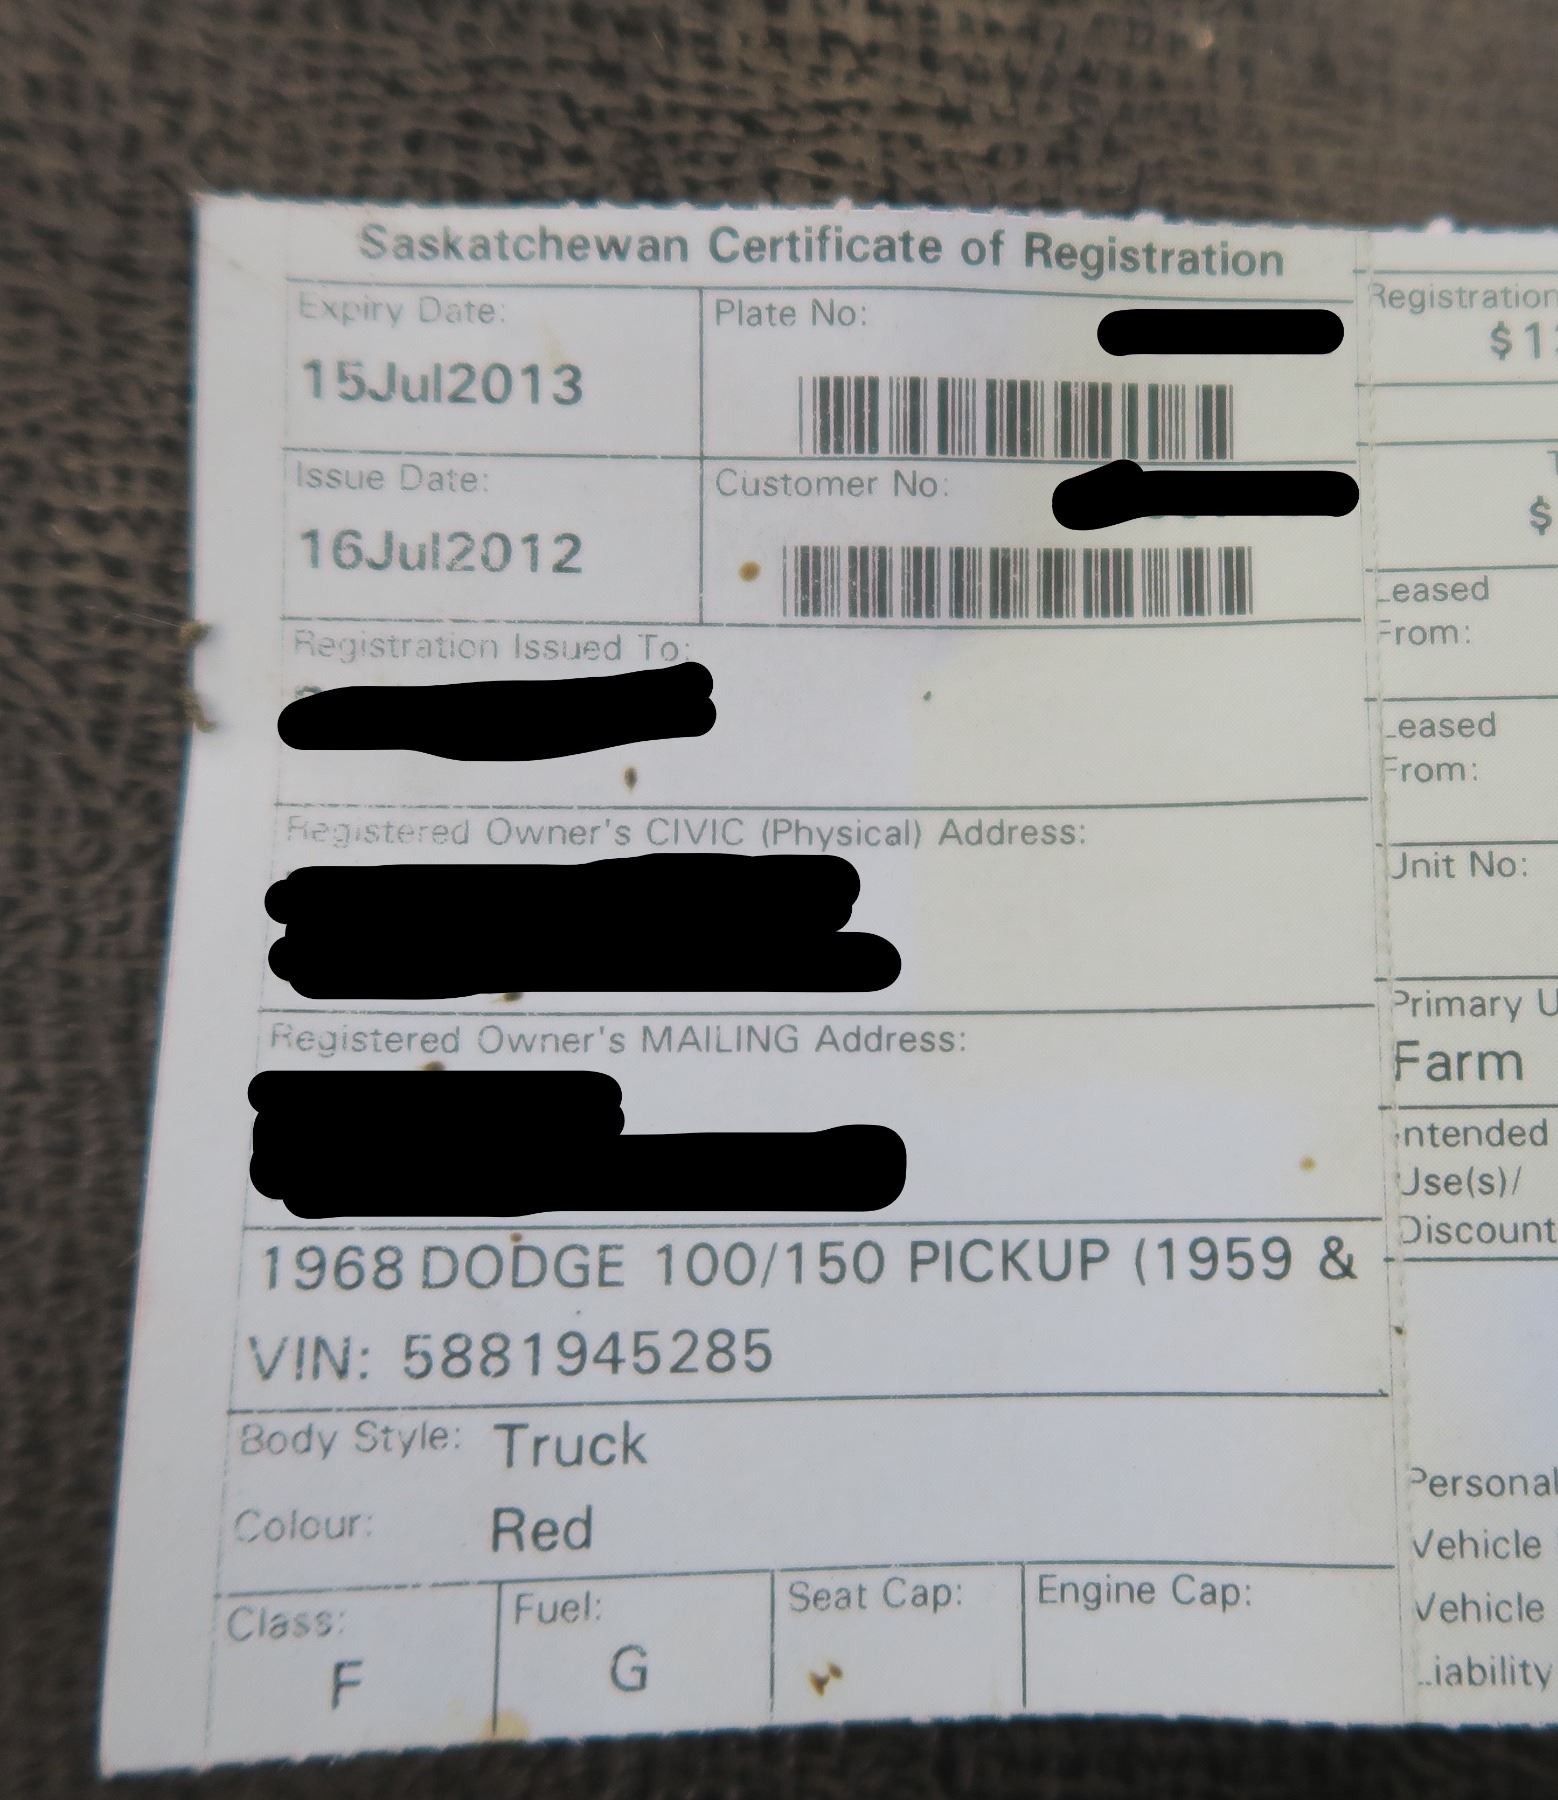 Saskatchewan Certificate of Registration
Expiry Date:
15Jul2013
Plate No:
Issue Date:
16Jul2012
Customer No:
Registration Issued To:
Registered Owner's CIVIC (Physical) Address:
Registered Owner's MAILING Address:
1968 DODGE 100/150 PICKUP (1959 &
VIN: 5881945285
Body Style: Truck
Colour: Red
Class:
F
Fuel:
G
Seat Cap:
Engine Cap:
Registration
$1
$
Leased
From:
Leased
From:
Unit No:
Primary U
Farm
Intended
Use(s)/
Discount
Personal
Vehicle
Vehicle
Liability